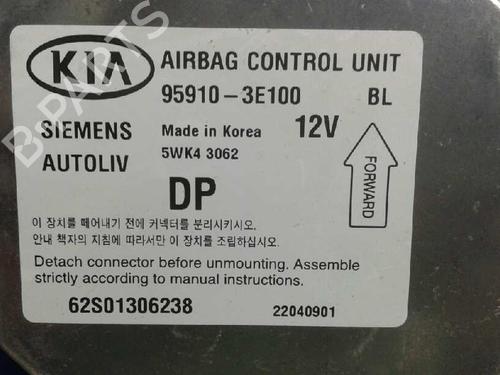 KIA
AIRBAG CONTROL UNIT
95910-3E100 BL
SIEMENS
AUTOLIV
Made in Korea 12V
5WK4 3062
DP
FORWARD
이 장치를 떼어내기 전에 커넥터를 분리시키시오.
안내 책자의 지침에 따라서만 이 장치를 조립하십시오.
Detach connector before unmounting. Assemble
strictly according to manual instructions.
62S01306238 22040901
B-PARTS